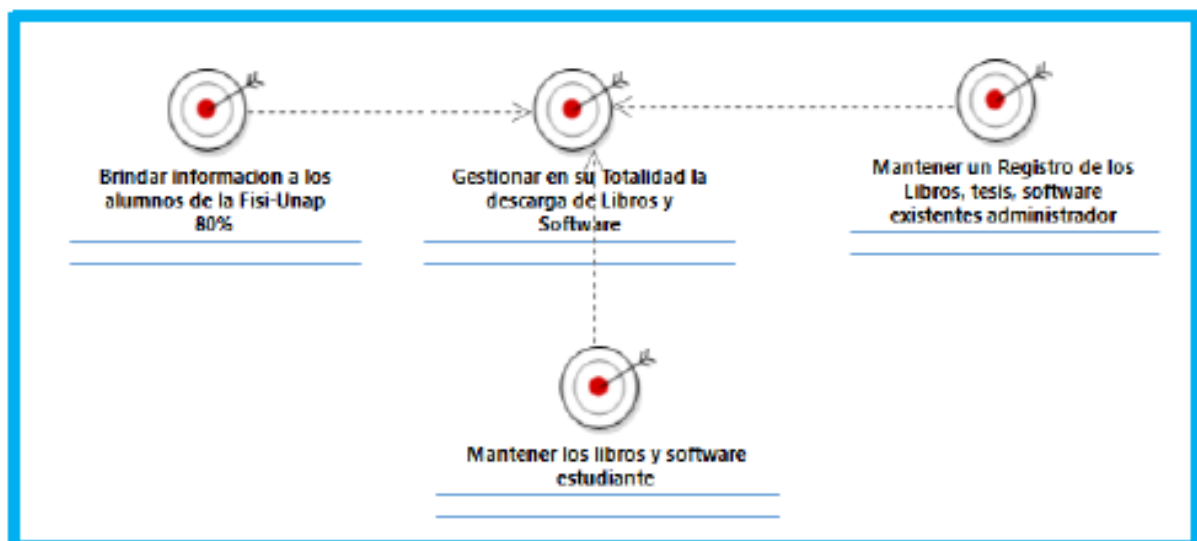 Brindar informacion a los
alumnos de la Fisi-Unap
80%
Gestionar en su Totalidad la
descarga de Libros y
Software
Mantener un Registro de los
Libros, tesis, software
existentes administrador
Mantener los libros y software
estudiante